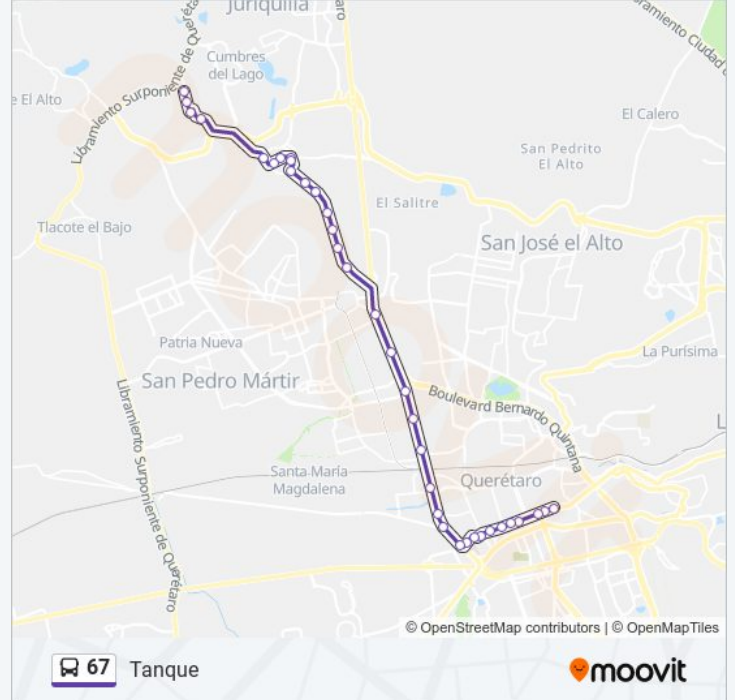 Juriquilla
Cumbres
del Lago
Libramiento Surponiente de Querétaro
e El Alto
El Calero
San Pedrito
El Alto
El Salitre
Tlacote el Bajo
San José el Alto
Patria Nueva
La Purísima
San Pedro Mártir
Boulevard Bernardo Quintana
Libramiento Surponiente de Querétaro
Santa María
Magdalena
Querétaro
© OpenStreetMap contributors | © OpenMapTiles
67 Tanque
moovit